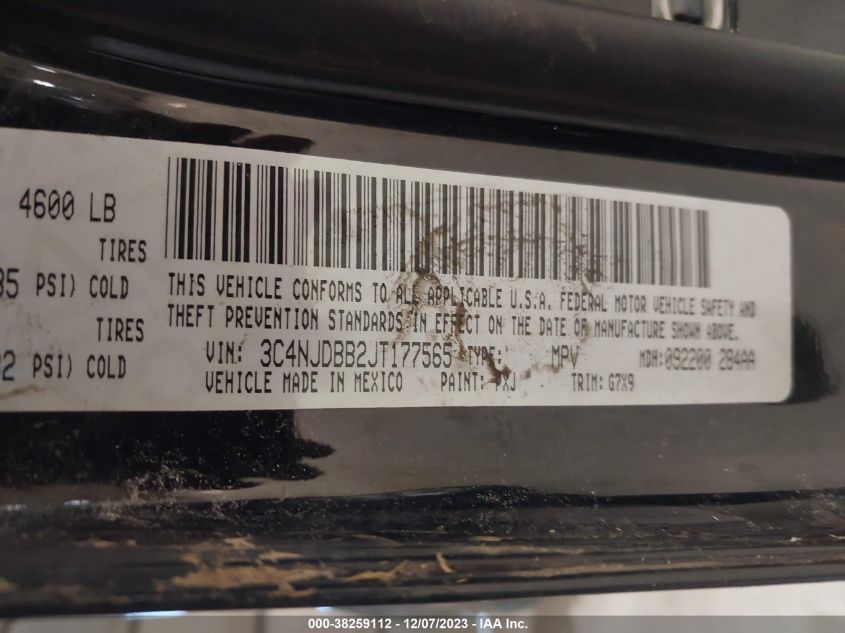 4600 LB
TIRES
PSI) COLD
TIRES
PSI) COLD
THIS VEHICLE CONFORMS TO ALL APPLICABLE U.S.A. FEDERAL MOTOR VEHICLE SAFETY AND
THEFT PREVENTION STANDARDS IN EFFECT ON THE DATE OF MANUFACTURE SHOWN ABOVE.
VIN: 3C4NJDBB2JT177565 TYPE: MPV MDH:092200 284AA
VEHICLE MADE IN MEXICO PAINT: PXJ TRIM: G7X9
000-38259112 - 12/07/2023 - IAA Inc.